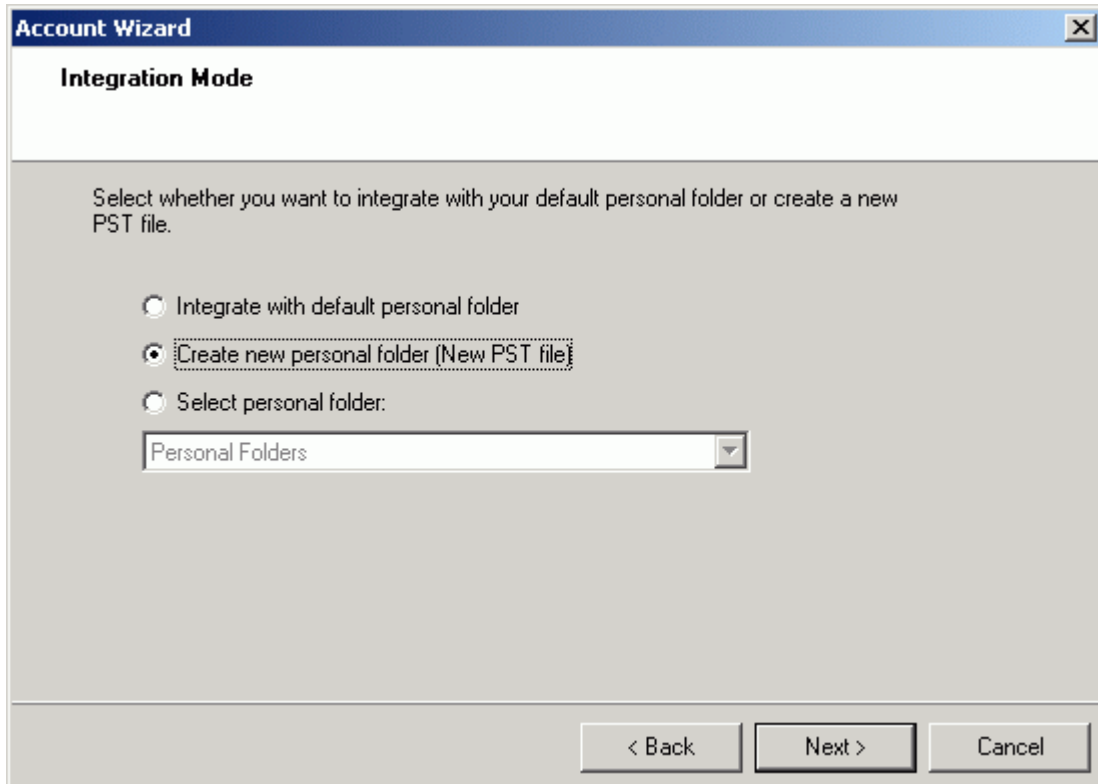 Account Wizard
Integration Mode
Select whether you want to integrate with your default personal folder or create a new
PST file.
Integrate with default personal folder
Create new personal folder (New PST file)
Select personal folder:
Personal Folders
< Back
Next >
Cancel